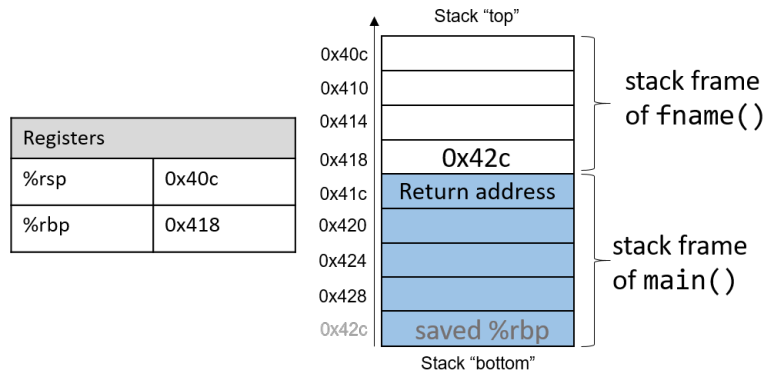 Stack “top”
Registers
%rsp 0x40c
%rbp 0x418
0x40c
0x410
0x414
0x418 0x42c
0x41c Return address
0x420
0x424
0x428
0x42c saved %rbp
stack frame
of fname()
stack frame
of main()
Stack “bottom”